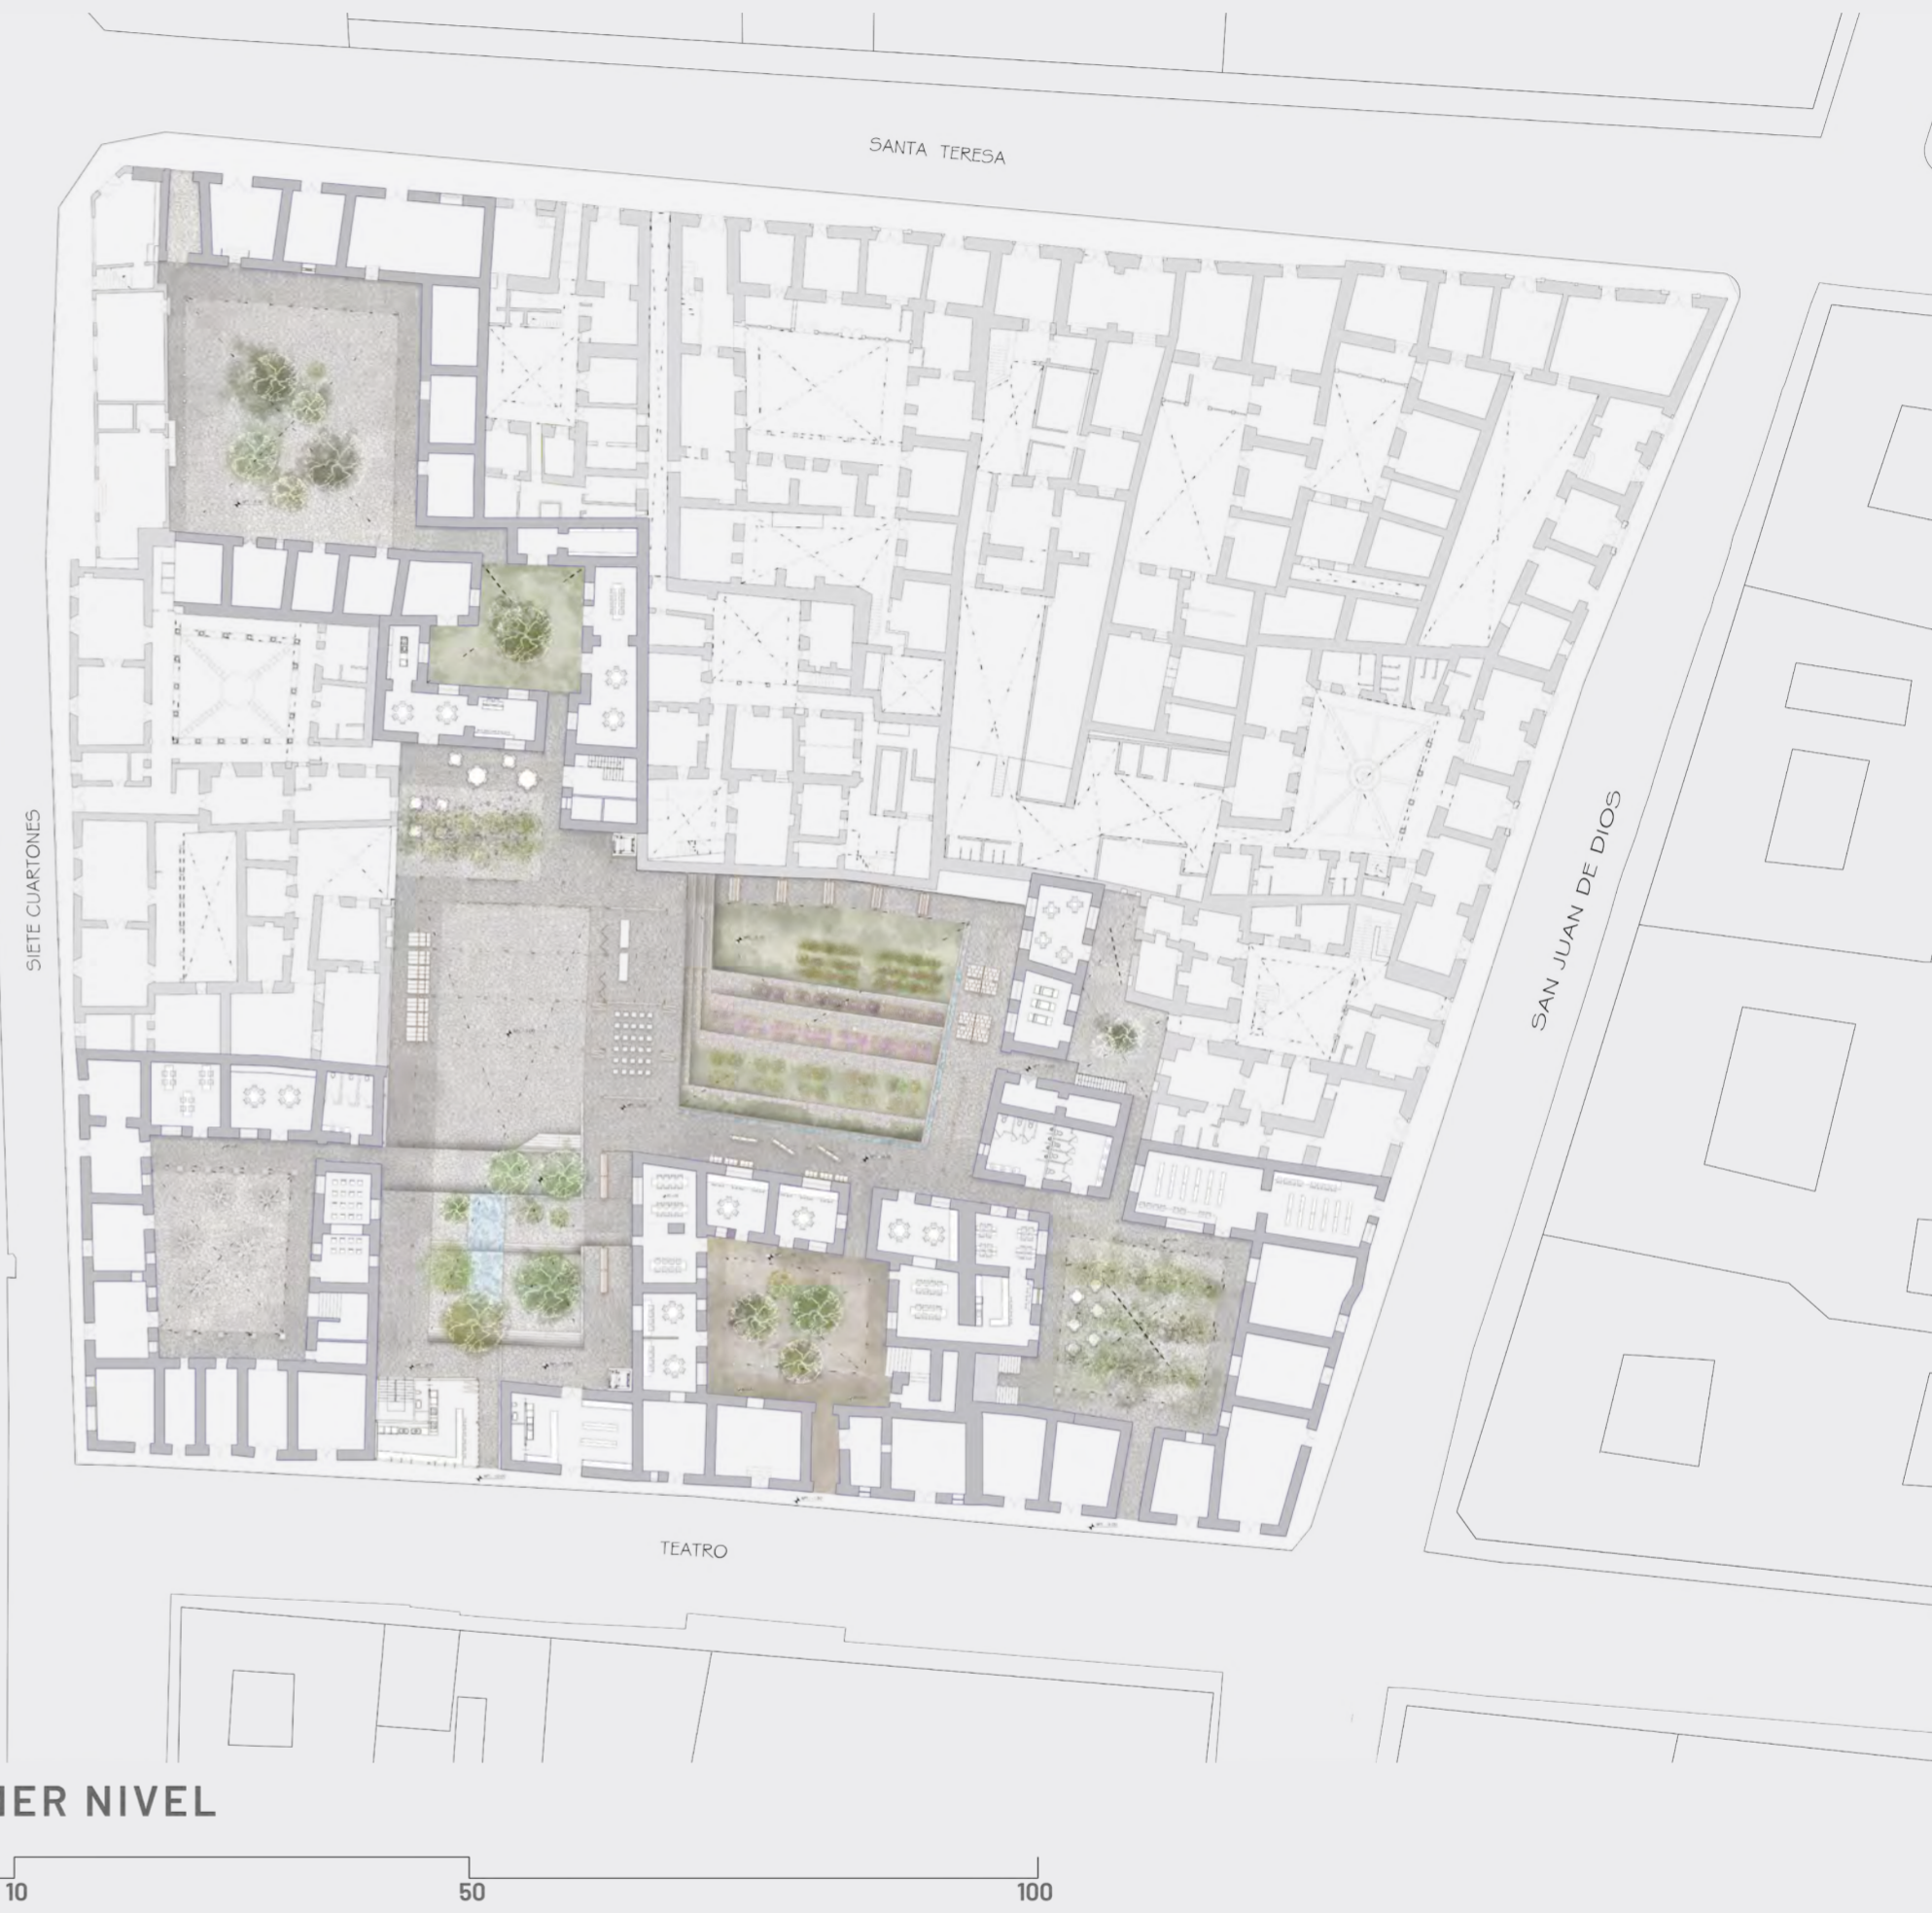 SANTA TERESA
SIETE CUARTONES
SAN JUAN DE DIOS
TEATRO
IER NIVEL
10 50 100